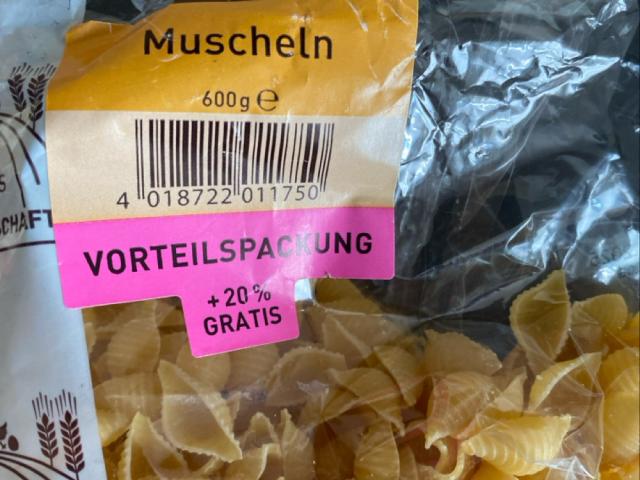 Muscheln
600g ℮
4 018722 011750
VORTEILSPACKUNG
+20%
GRATIS